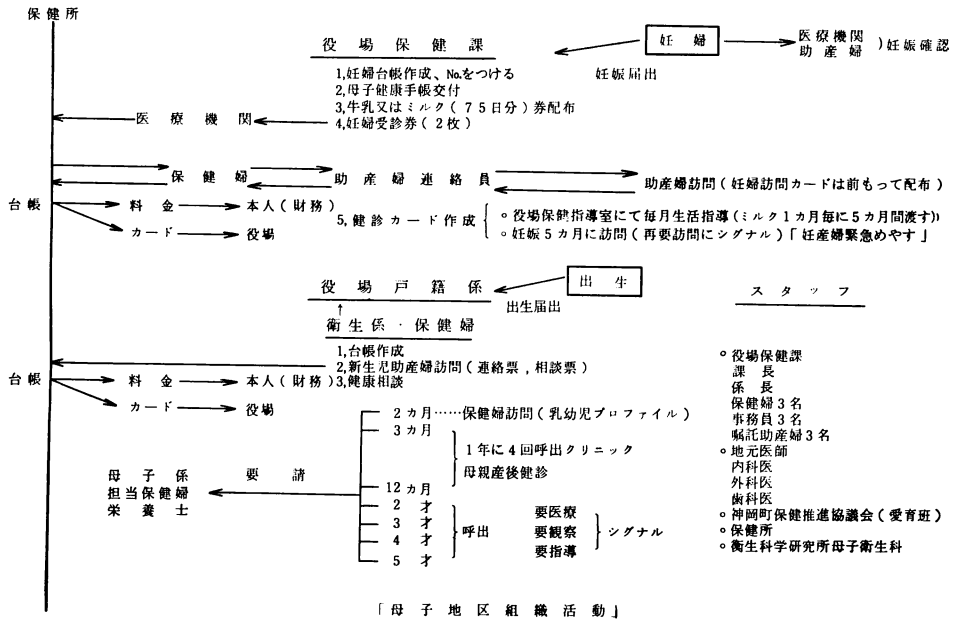 保健所
役場保健課
妊婦
医療機関
助産婦
)妊娠確認
妊娠届出
1,妊婦台帳作成、No.をつける
2,母子健康手帳交付
3,牛乳又はミルク(75日分)券配布
4,妊婦受診券(2枚)
医療機関
保健婦
助産婦連絡員
助産婦訪問(妊婦訪問カードは前もって配布)
台帳
料金
本人(財務)
カード
役場
5,健診カード作成
○役場保健指導室にて毎月生活指導(ミルク1カ月毎に5カ月間渡す))
○妊娠5カ月に訪問(再要訪問にシグナル)「妊産婦緊急めやす」
役場戸籍係
出生
出生届出
スタッフ
↑
衛生係・保健婦
1,台帳作成
2,新生児助産婦訪問(連絡票,相談票)
3,健康相談
台帳
料金
本人(財務)
カード
役場
2カ月……保健婦訪問(乳幼児プロファイル)
3カ月
1年に4回呼出クリニック
母親産後健診
12カ月
2才
3才
4才
5才
呼出
要医療
要観察
要指導
シグナル
母子係
担当保健婦
栄養士
要請
○役場保健課
課長
係長
保健婦3名
事務員3名
嘱託助産婦3名
○地元医師
内科医
外科医
歯科医
○神岡町保健推進協議会(愛育班)
○保健所
○衛生科学研究所母子衛生科
「母子地区組織活動」